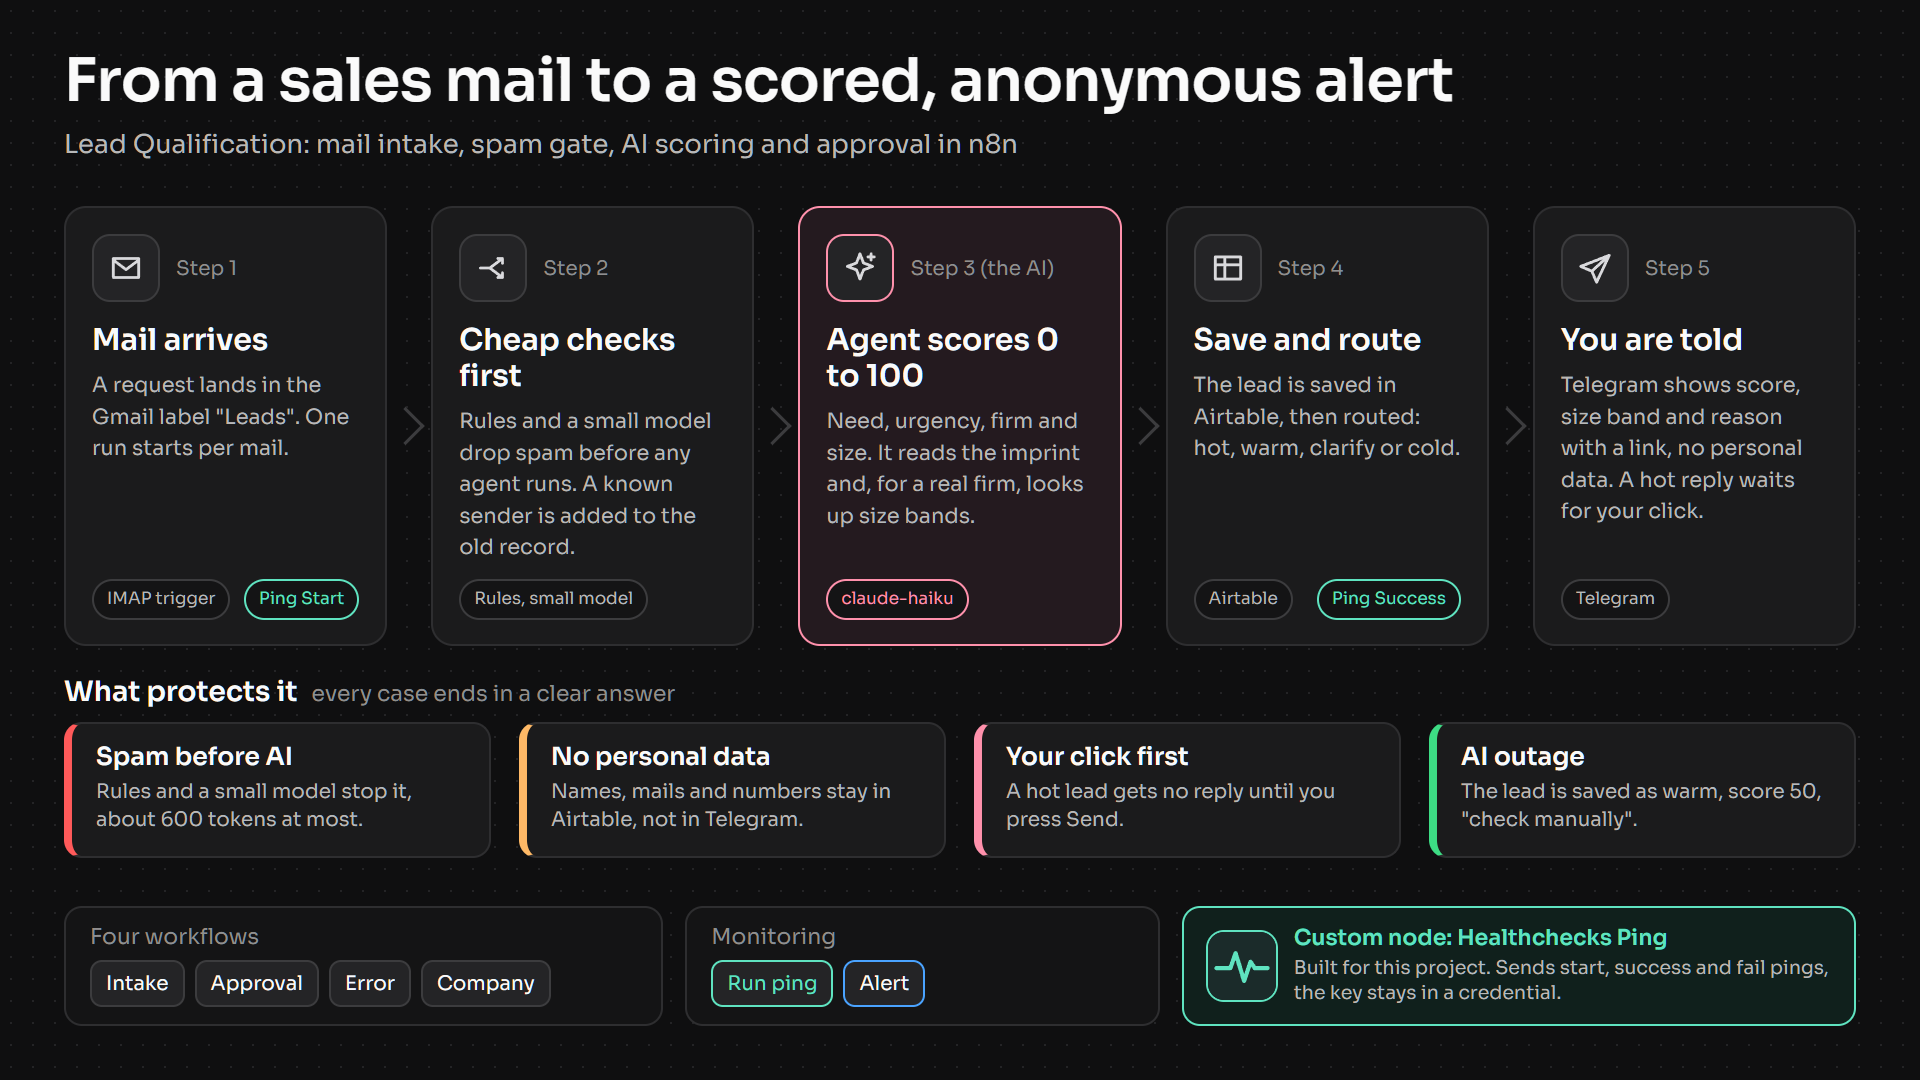 From a sales mail to a scored, anonymous alert
Lead Qualification: mail intake, spam gate, AI scoring and approval in n8n
Step 1
Mail arrives
A request lands in the
Gmail label "Leads". One
run starts per mail.
IMAP trigger
Ping Start
Step 2
Cheap checks
first
Rules and a small model
drop spam before any
agent runs. A known
sender is added to the
old record.
Rules, small model
Step 3 (the AI)
Agent scores 0
to 100
Need, urgency, firm and
size. It reads the imprint
and, for a real firm, looks
up size bands.
claude-haiku
Step 4
Save and route
The lead is saved in
Airtable, then routed:
hot, warm, clarify or cold.
Airtable
Ping Success
Step 5
You are told
Telegram shows score,
size band and reason
with a link, no personal
data. A hot reply waits
for your click.
Telegram
What protects it every case ends in a clear answer
Spam before AI
Rules and a small model stop it,
about 600 tokens at most.
No personal data
Names, mails and numbers stay in
Airtable, not in Telegram.
Your click first
A hot lead gets no reply until you
press Send.
AI outage
The lead is saved as warm, score 50,
"check manually".
Four workflows
Intake
Approval
Error
Company
Monitoring
Run ping
Alert
Custom node: Healthchecks Ping
Built for this project. Sends start, success and fail pings,
the key stays in a credential.